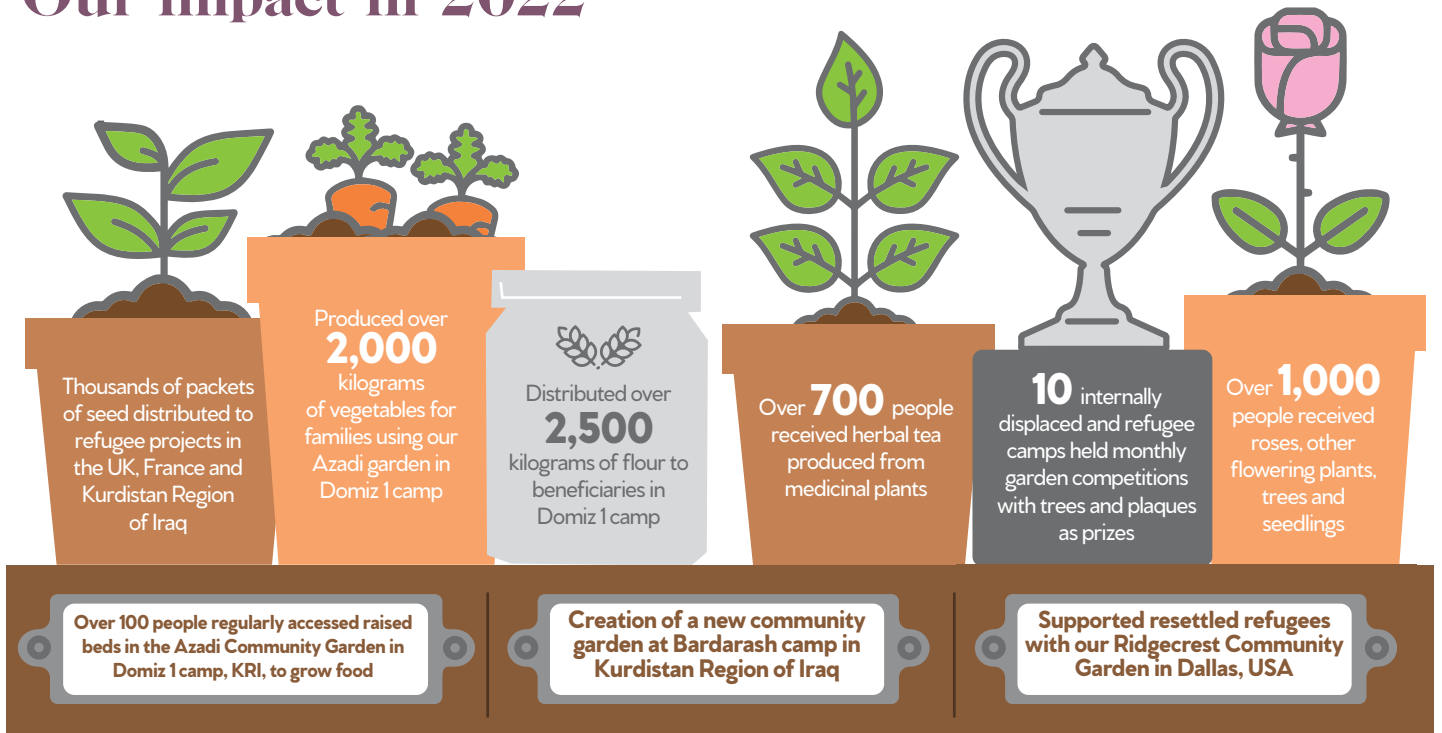 Our impact in 2022
Thousands of packets
of seed distributed to
refugee projects in
the UK, France and
Kurdistan Region
of Iraq
Produced over
2,000
kilograms
of vegetables for
families using our
Azadi garden in
Domiz 1 camp
Distributed over
2,500
kilograms of flour to
beneficiaries in
Domiz 1 camp
Over 700 people
received herbal tea
produced from
medicinal plants
10 internally
displaced and refugee
camps held monthly
garden competitions
with trees and plaques
as prizes
Over 1,000
people received
roses, other
flowering plants,
trees and
seedlings
Over 100 people regularly accessed raised
beds in the Azadi Community Garden in
Domiz 1 camp, KRI, to grow food
Creation of a new community
garden at Bardarash camp in
Kurdistan Region of Iraq
Supported resettled refugees
with our Ridgecrest Community
Garden in Dallas, USA